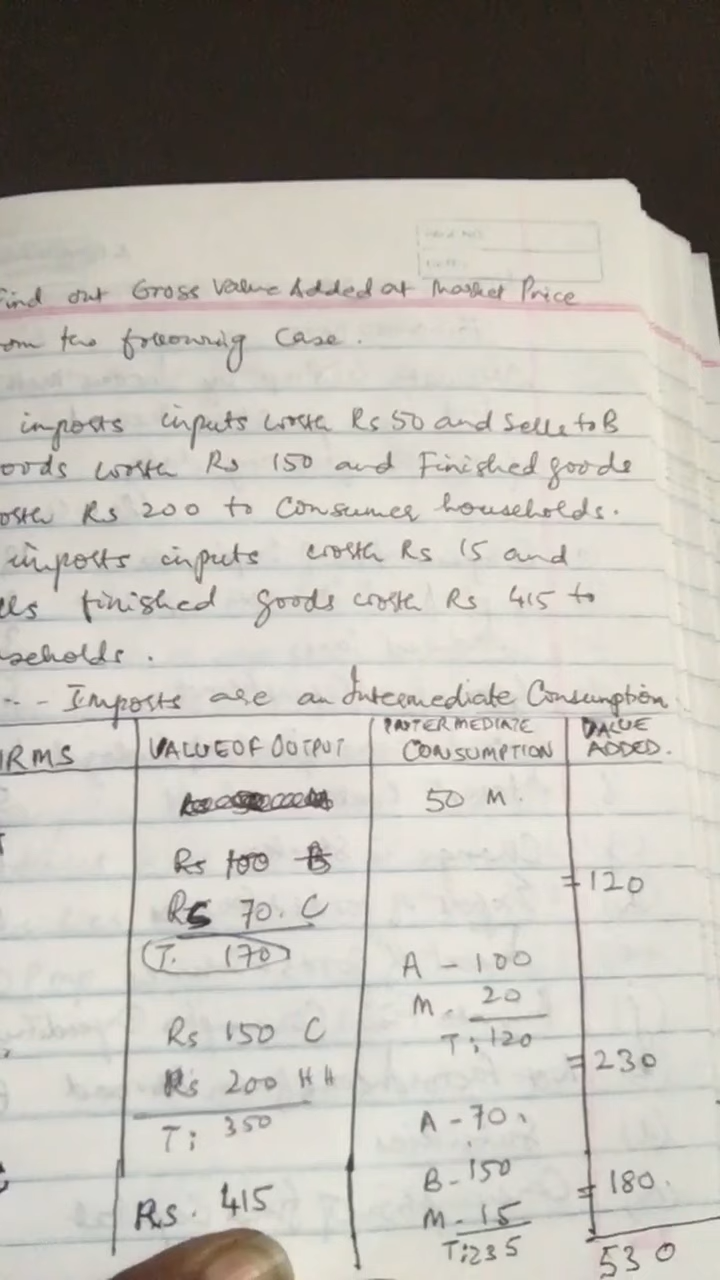 ind out Gross Value Added at Market Price
om the following Case.
imports inputs worth Rs 50 and Sells to B
oods worth Rs 150 and Finished goods
orth Rs 200 to Consumer households.
imports inputs worth Rs 15 and
lls finished goods worth Rs 415 to
seholds.
-- - Imports are an Intermediate Consumption
IRMS VALUE OF OUTPUT INTERMEDIATE CONSUMPTION VALUE ADDED.
50 M.
Rs 100 B
= 120
Rs 70. C
T. 170
A - 100
M - 20
Rs 150 C
T: 120
= 230
Rs 200 HH
T: 350
A - 70.
B - 150
= 180.
Rs. 415
M - 15
T: 235
530